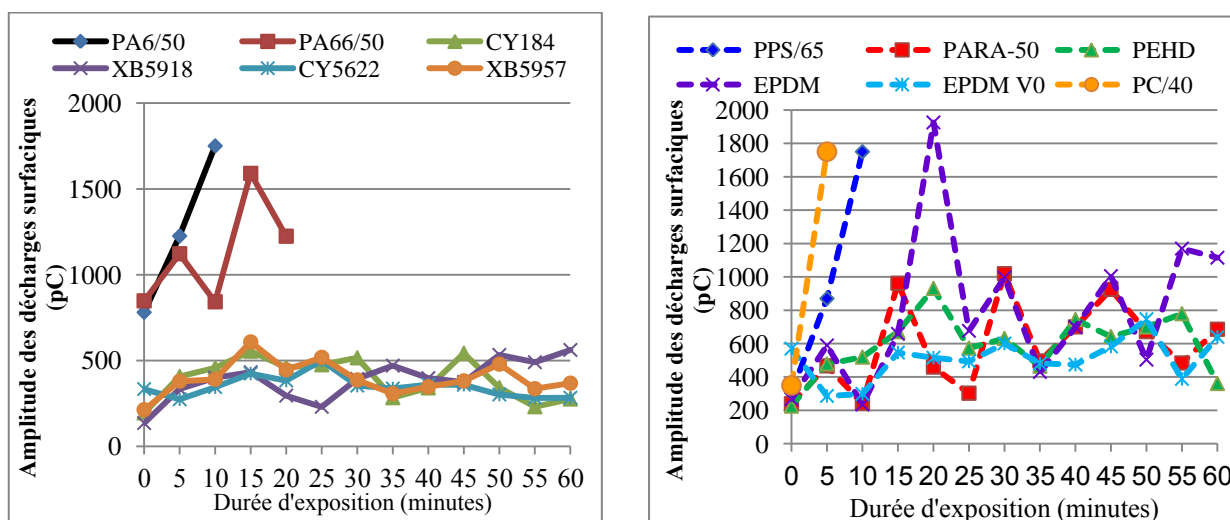 PA6/50 PA66/50 CY184
XB5918 CY5622 XB5957
Amplitude des décharges surfaciques
(pC)
2000
1500
1000
500
0
0 5 10 15 20 25 30 35 40 45 50 55 60
Durée d'exposition (minutes)
PPS/65 PARA-50 PEHD
EPDM EPDM V0 PC/40
Amplitude des décharges surfaciques
(pC)
2000
1800
1600
1400
1200
1000
800
600
400
200
0
0 5 10 15 20 25 30 35 40 45 50 55 60
Durée d'exposition (minutes)